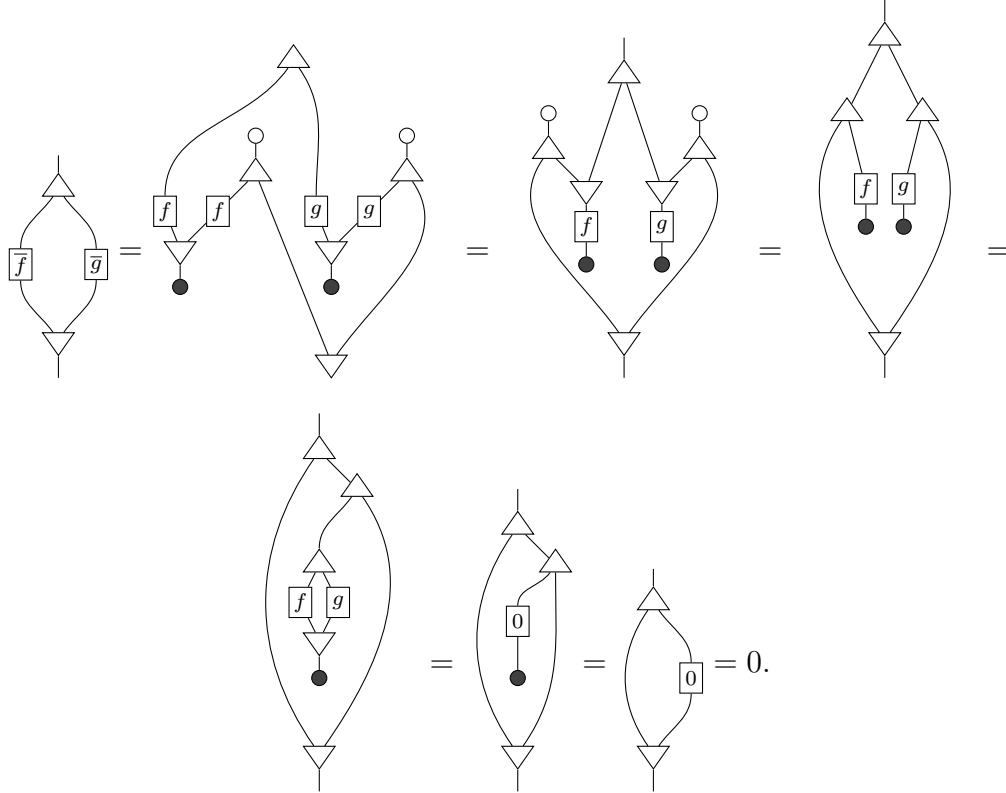 f f g g
f̅ g̅ = = f g = f g =
f g
= 0 = 0 = 0.